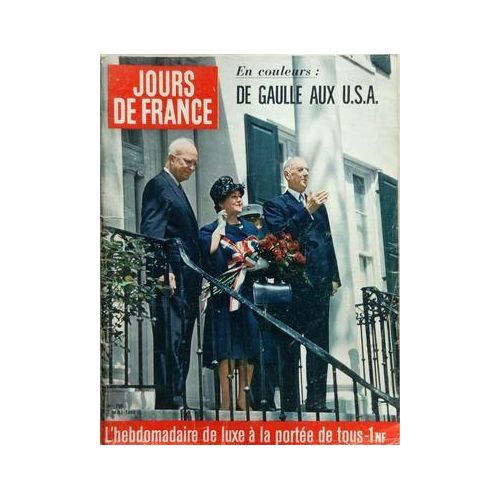 JOURS
DE FRANCE
En couleurs :
DE GAULLE AUX U.S.A.
L'hebdomadaire de luxe à la portée de tous-1NF